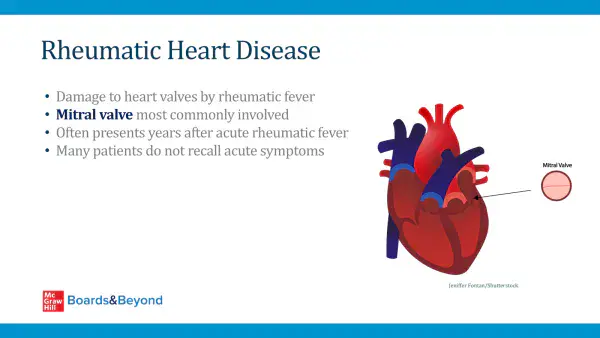 Rheumatic Heart Disease
• Damage to heart valves by rheumatic fever
• Mitral valve most commonly involved
• Often presents years after acute rheumatic fever
• Many patients do not recall acute symptoms
Mitral Valve
Jeniffer Fontan/Shutterstock
Mc
Graw
Hill
Boards&Beyond